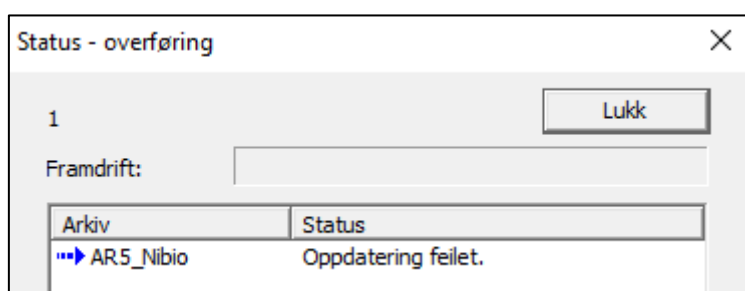 Status - overføring
Lukk
1
Framdrift:
Arkiv Status
AR5_Nibio Oppdatering feilet.